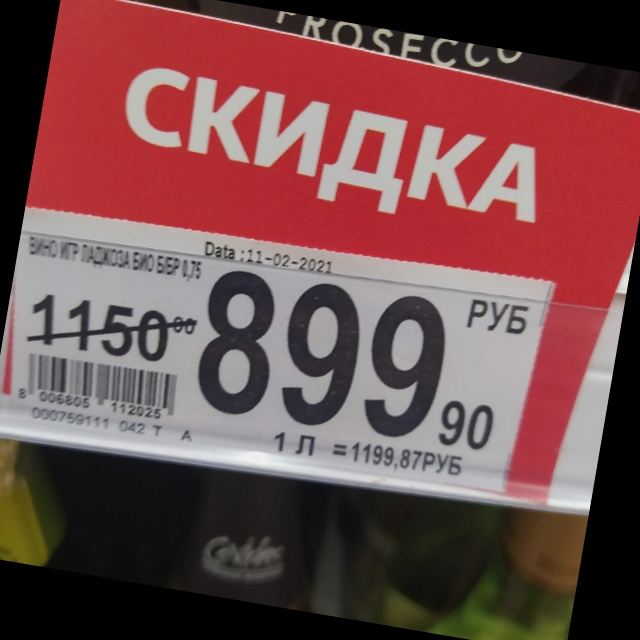 PROSECCO
СКИДКА
Data :11-02-2021
ВИНО ИГР ЛАДЖОЗА БИО Б/БР 0,75
1150 00
899 90
РУБ
8 006805 112025
000759111 042 T A
1 Л =1199,87РУБ